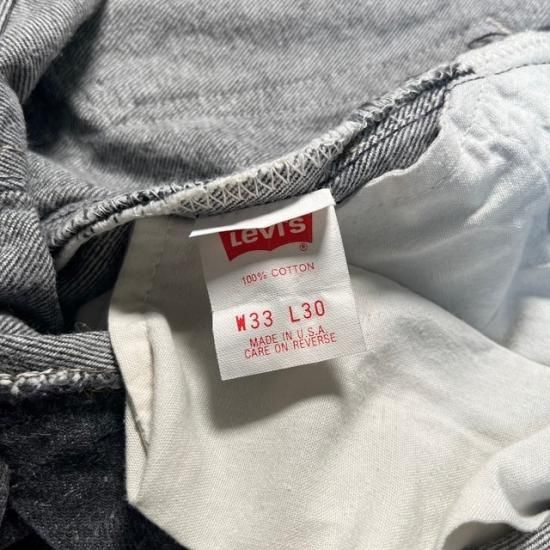 Levi's
®
100% COTTON
W33 L30
MADE IN U.S.A.
CARE ON REVERSE